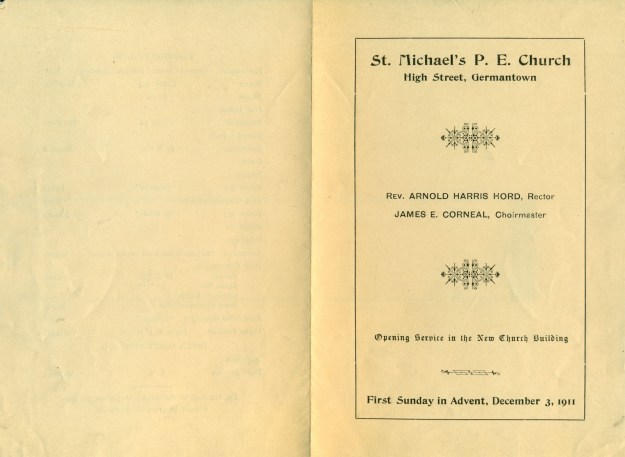 St. Michael's P. E. Church
High Street, Germantown
Rev. ARNOLD HARRIS HORD, Rector
JAMES E. CORNEAL, Choirmaster
Opening Service in the New Church Building
First Sunday in Advent, December 3, 1911